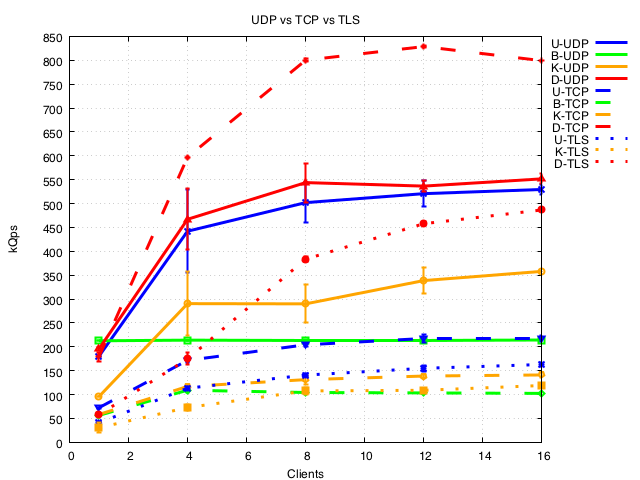 UDP vs TCP vs TLS
kQps
850
800
750
700
650
600
550
500
450
400
350
300
250
200
150
100
50
0
0 2 4 6 8 10 12 14 16
Clients
U-UDP
B-UDP
K-UDP
D-UDP
U-TCP
B-TCP
K-TCP
D-TCP
U-TLS
K-TLS
D-TLS